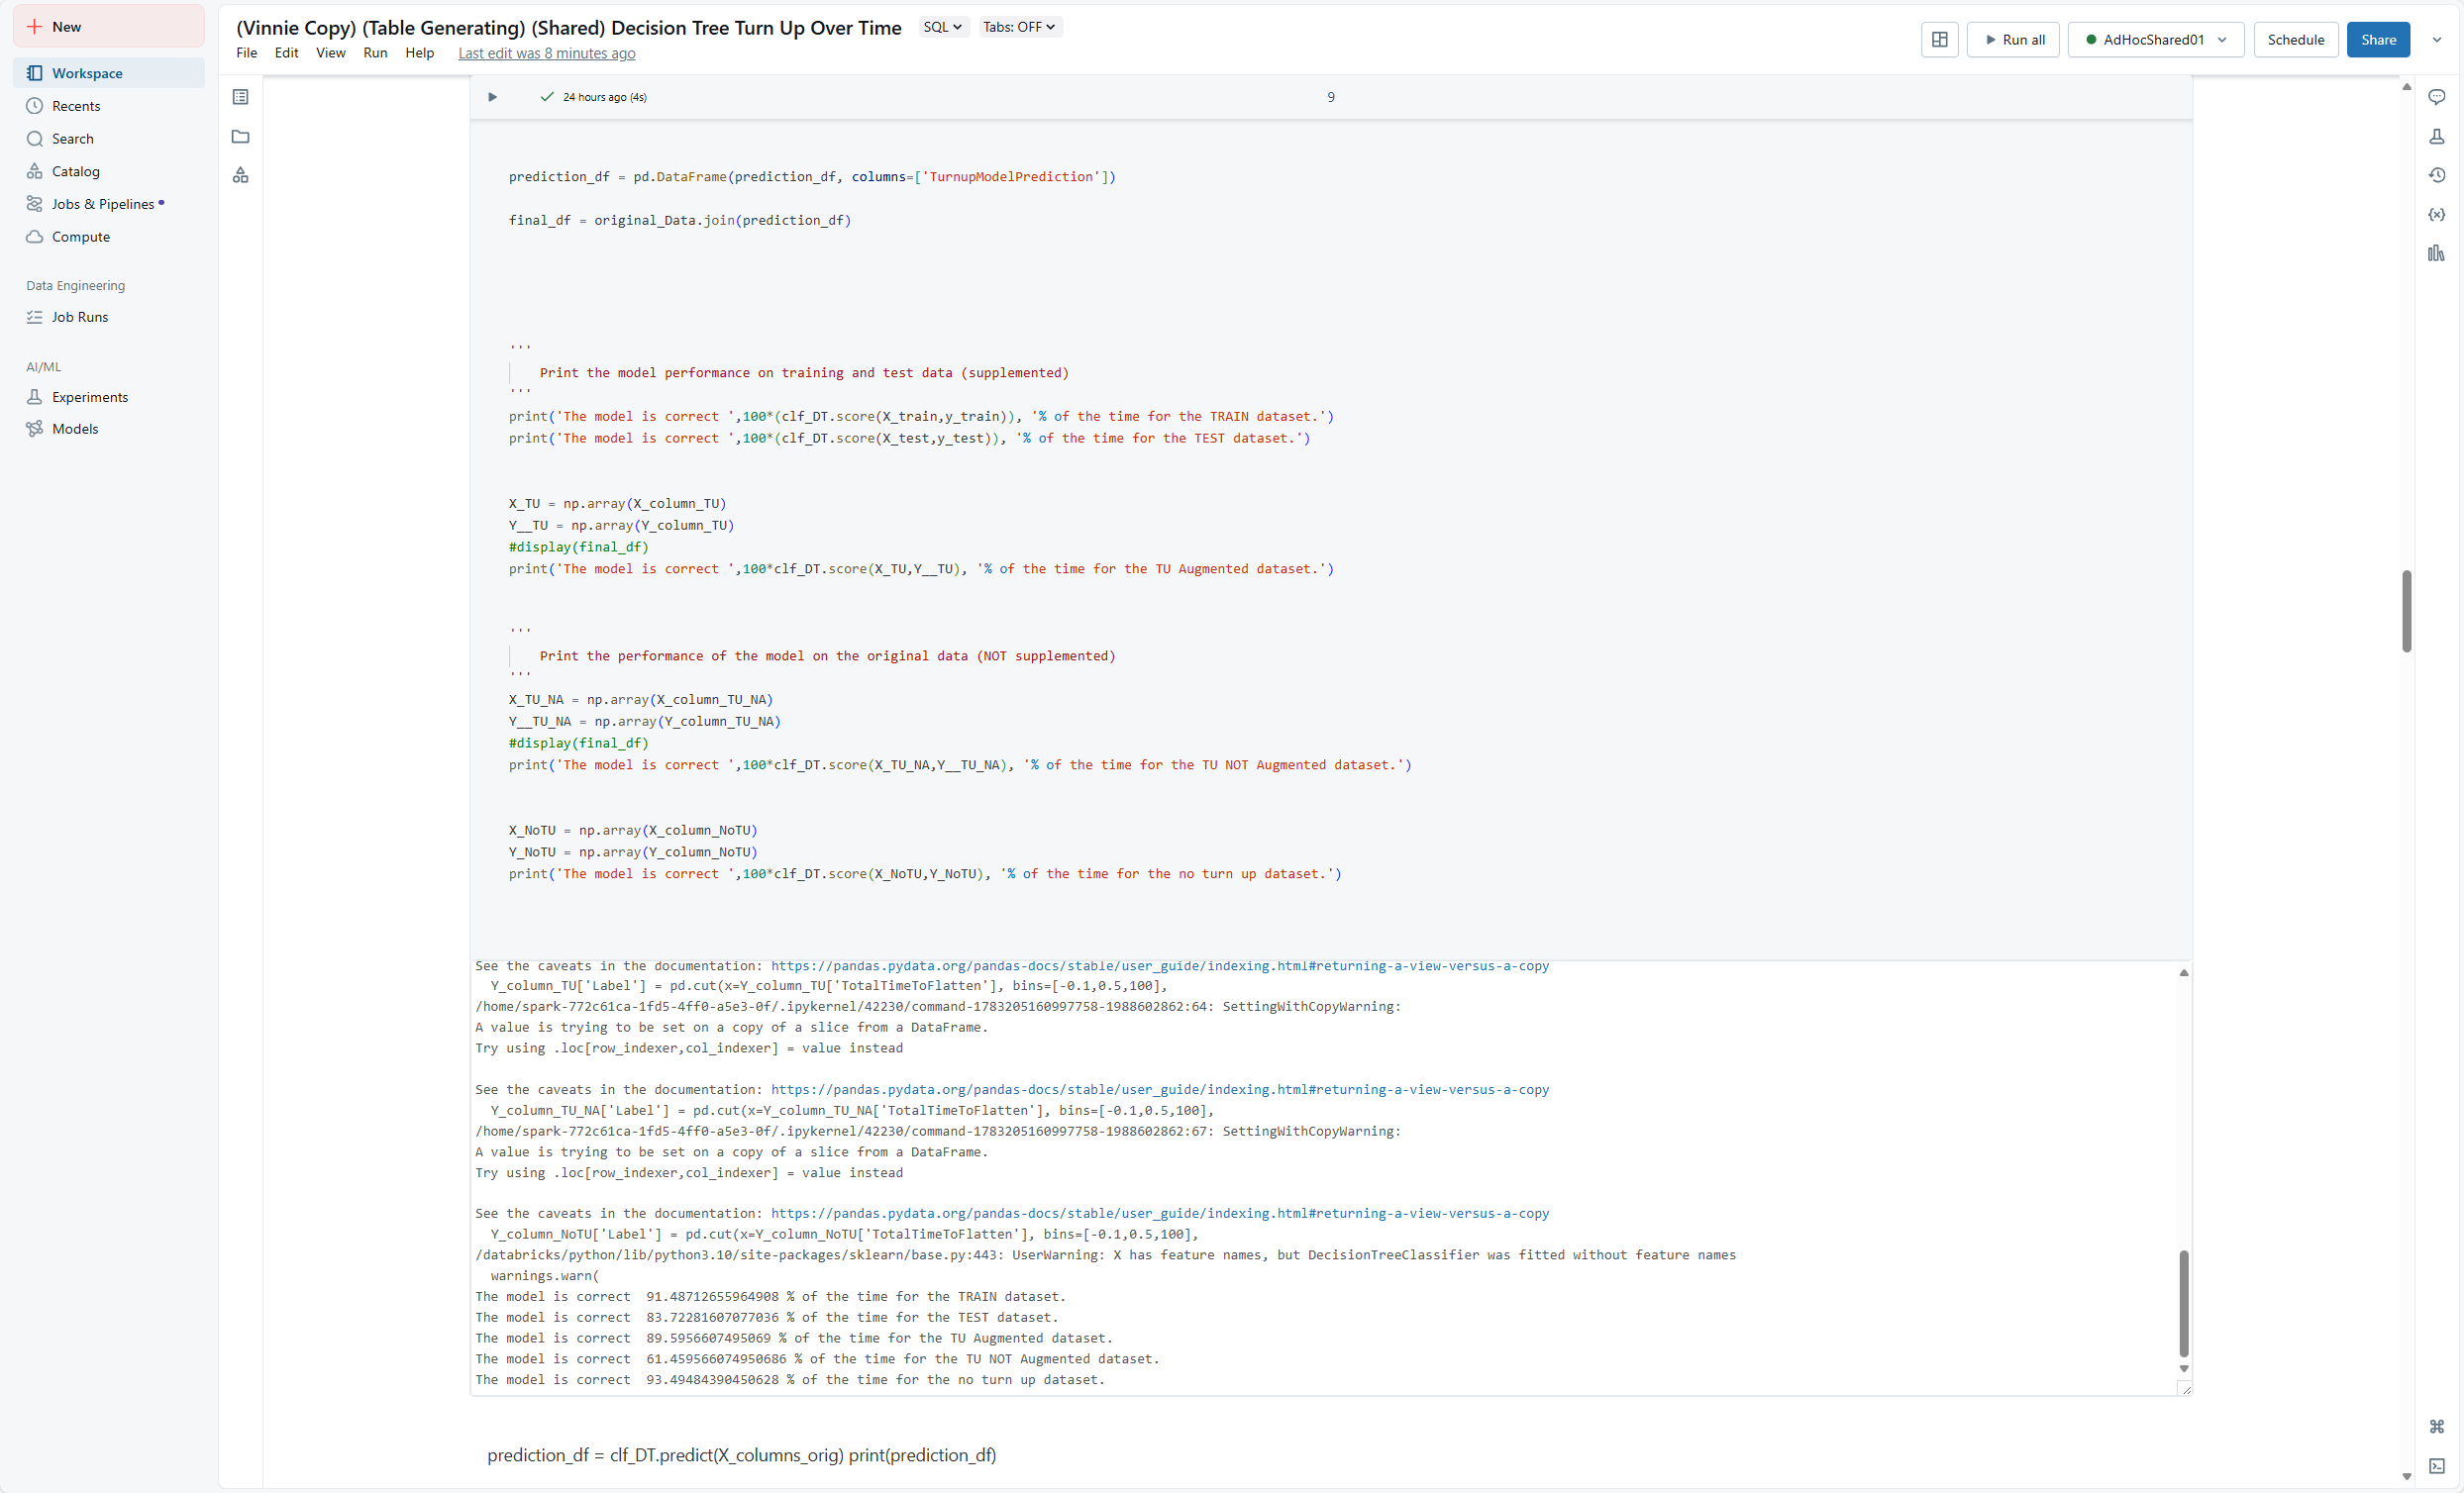 New
Workspace
Recents
Search
Catalog
Jobs & Pipelines
Compute
Data Engineering
Job Runs
AI/ML
Experiments
Models
(Vinnie Copy) (Table Generating) (Shared) Decision Tree Turn Up Over Time
SQL
Tabs: OFF
File Edit View Run Help Last edit was 8 minutes ago
Run all
AdHocShared01
Schedule
Share
24 hours ago (4s)
9
prediction_df = pd.DataFrame(prediction_df, columns=['TurnupModelPrediction'])
final_df = original_Data.join(prediction_df)
'''
Print the model performance on training and test data (supplemented)
'''
print('The model is correct ',100*(clf_DT.score(X_train,y_train)), '% of the time for the TRAIN dataset.')
print('The model is correct ',100*(clf_DT.score(X_test,y_test)), '% of the time for the TEST dataset.')
X_TU = np.array(X_column_TU)
Y__TU = np.array(Y_column_TU)
#display(final_df)
print('The model is correct ',100*clf_DT.score(X_TU,Y__TU), '% of the time for the TU Augmented dataset.')
'''
Print the performance of the model on the original data (NOT supplemented)
'''
X_TU_NA = np.array(X_column_TU_NA)
Y__TU_NA = np.array(Y_column_TU_NA)
#display(final_df)
print('The model is correct ',100*clf_DT.score(X_TU_NA,Y__TU_NA), '% of the time for the TU NOT Augmented dataset.')
X_NoTU = np.array(X_column_NoTU)
Y_NoTU = np.array(Y_column_NoTU)
print('The model is correct ',100*clf_DT.score(X_NoTU,Y_NoTU), '% of the time for the no turn up dataset.')
See the caveats in the documentation: https://pandas.pydata.org/pandas-docs/stable/user_guide/indexing.html#returning-a-view-versus-a-copy
Y_column_TU['Label'] = pd.cut(x=Y_column_TU['TotalTimeToFlatten'], bins=[-0.1,0.5,100],
/home/spark-772c61ca-1fd5-4ff0-a5e3-0f/.ipykernel/42230/command-1783205160997758-1988602862:64: SettingWithCopyWarning:
A value is trying to be set on a copy of a slice from a DataFrame.
Try using .loc[row_indexer,col_indexer] = value instead
See the caveats in the documentation: https://pandas.pydata.org/pandas-docs/stable/user_guide/indexing.html#returning-a-view-versus-a-copy
Y_column_TU_NA['Label'] = pd.cut(x=Y_column_TU_NA['TotalTimeToFlatten'], bins=[-0.1,0.5,100],
/home/spark-772c61ca-1fd5-4ff0-a5e3-0f/.ipykernel/42230/command-1783205160997758-1988602862:67: SettingWithCopyWarning:
A value is trying to be set on a copy of a slice from a DataFrame.
Try using .loc[row_indexer,col_indexer] = value instead
See the caveats in the documentation: https://pandas.pydata.org/pandas-docs/stable/user_guide/indexing.html#returning-a-view-versus-a-copy
Y_column_NoTU['Label'] = pd.cut(x=Y_column_NoTU['TotalTimeToFlatten'], bins=[-0.1,0.5,100],
/databricks/python/lib/python3.10/site-packages/sklearn/base.py:443: UserWarning: X has feature names, but DecisionTreeClassifier was fitted without feature names
warnings.warn(
The model is correct  91.48712655964908 % of the time for the TRAIN dataset.
The model is correct  83.72281607077036 % of the time for the TEST dataset.
The model is correct  89.5956607495069 % of the time for the TU Augmented dataset.
The model is correct  61.459566074950686 % of the time for the TU NOT Augmented dataset.
The model is correct  93.49484390450628 % of the time for the no turn up dataset.
prediction_df = clf_DT.predict(X_columns_orig) print(prediction_df)